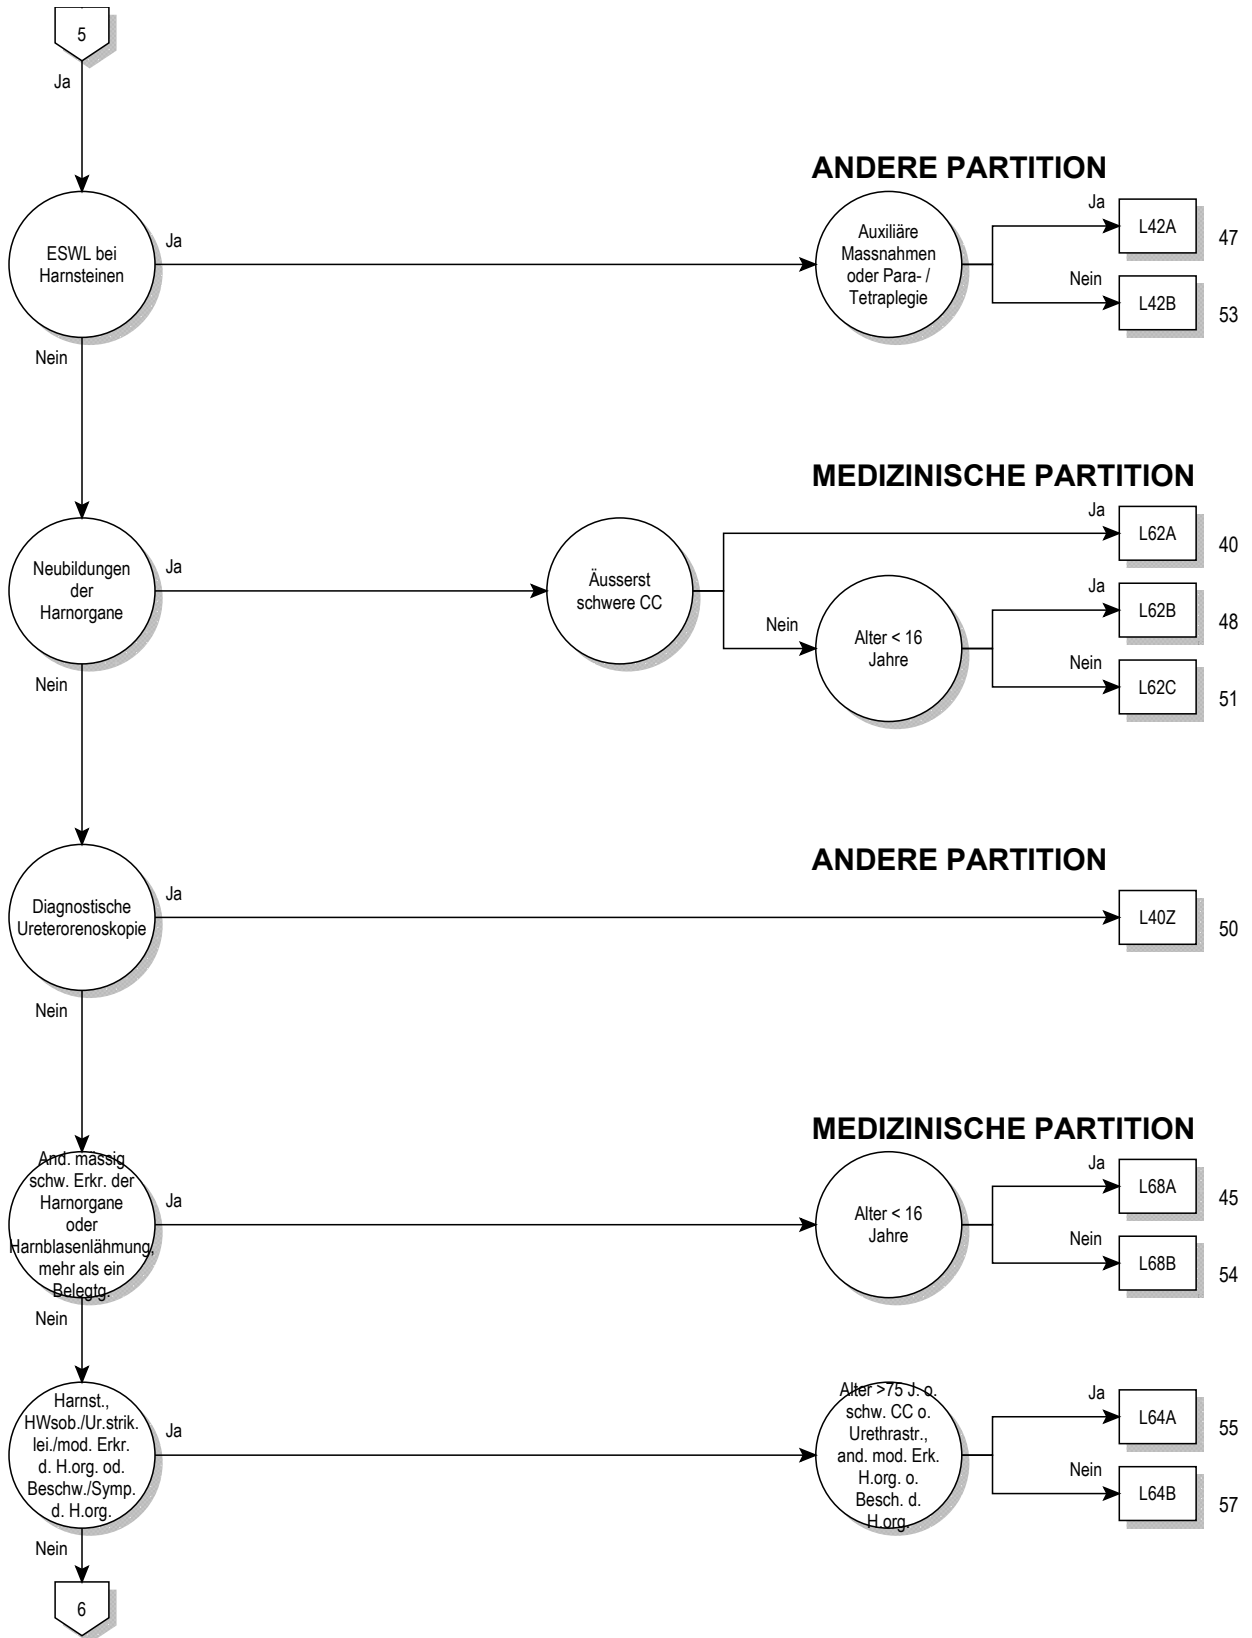 5
Ja
ANDERE PARTITION
ESWL bei
Harnsteinen
Ja
Auxiliäre
Massnahmen
oder Para- /
Tetraplegie
Ja
L42A
47
Nein
L42B
53
Nein
MEDIZINISCHE PARTITION
Neubildungen
der
Harnorgane
Ja
Äusserst
schwere CC
Ja
L62A
40
Nein
Alter < 16
Jahre
Ja
L62B
48
Nein
L62C
51
Nein
ANDERE PARTITION
Diagnostische
Ureterorenoskopie
Ja
L40Z
50
Nein
MEDIZINISCHE PARTITION
And. mässig
schw. Erkr. der
Harnorgane
oder
Harnblasenlähmung,
mehr als ein
Belegtg.
Ja
Alter < 16
Jahre
Ja
L68A
45
Nein
L68B
54
Nein
Harnst.,
HWsob./Ur.strik.
lei./mod. Erkr.
d. H.org. od.
Beschw./Symp.
d. H.org.
Ja
Alter >75 J. o.
schw. CC o.
Urethrastr.,
and. mod. Erk.
H.org. o.
Besch. d.
H.org.
Ja
L64A
55
Nein
L64B
57
Nein
6